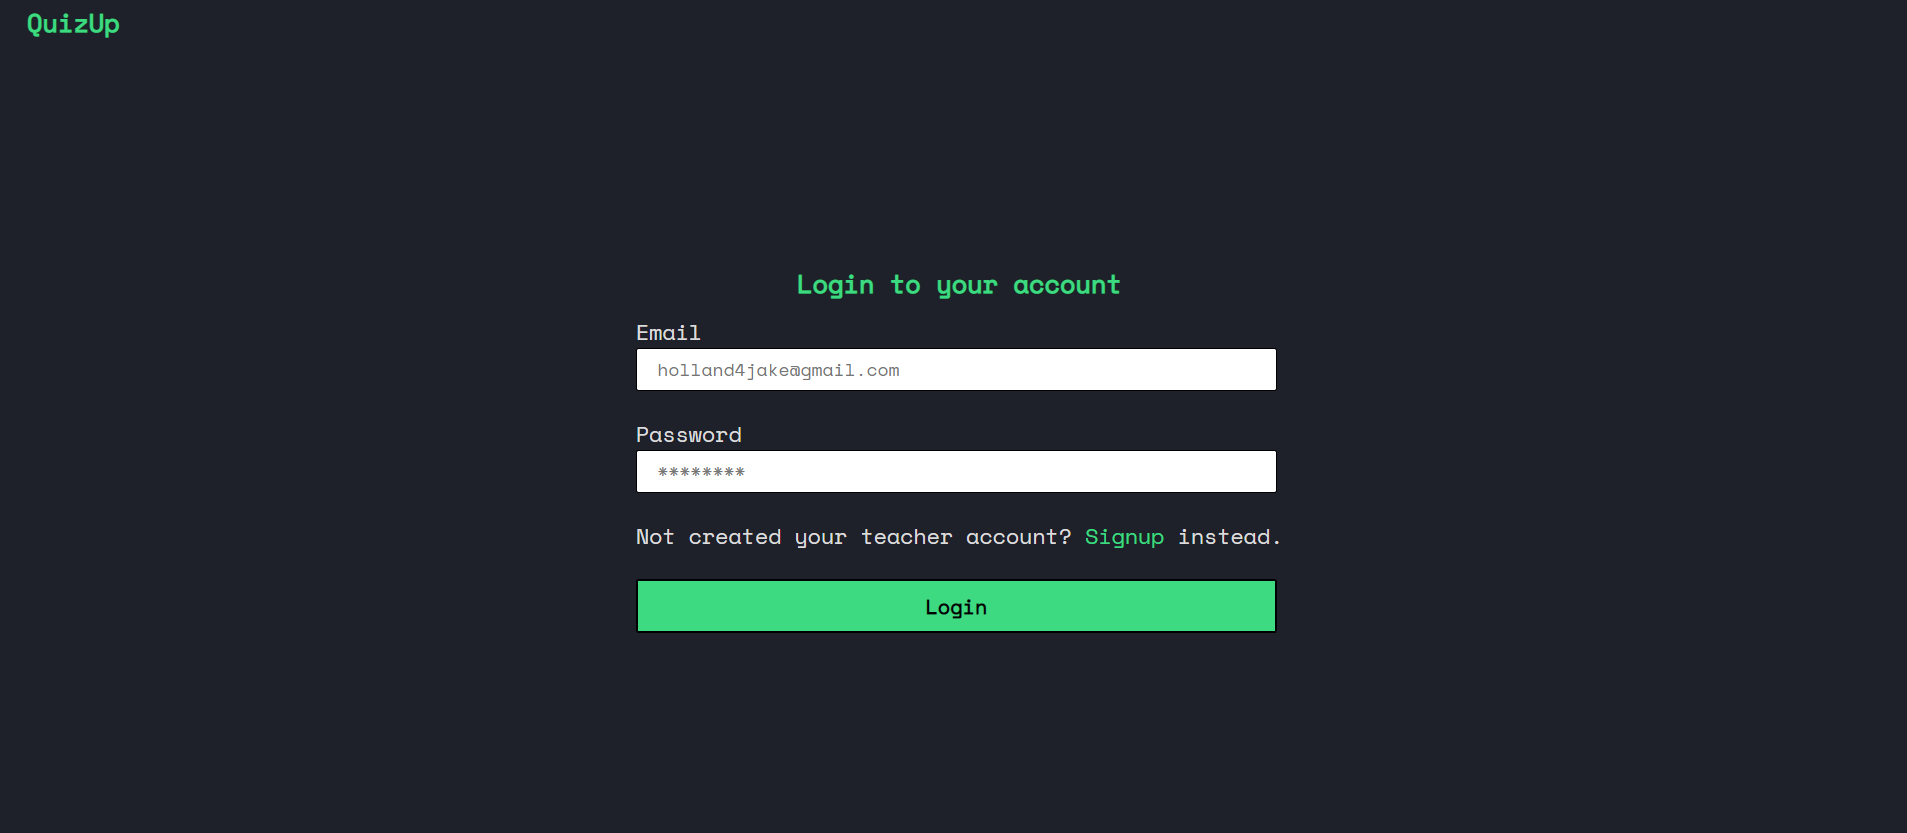 QuizUp
Login to your account
Email
holland4jake@gmail.com
Password
********
Not created your teacher account? Signup instead.
Login